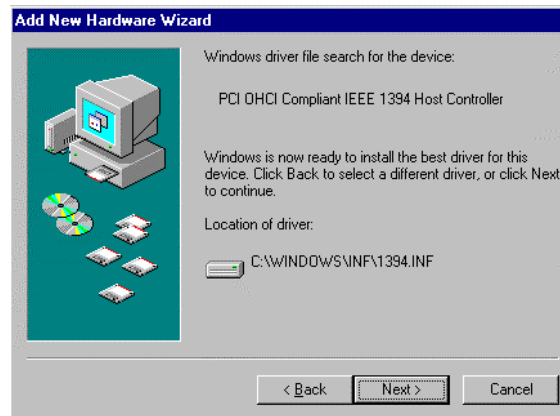 Add New Hardware Wizard
Windows driver file search for the device:
PCI OHCI Compliant IEEE 1394 Host Controller
Windows is now ready to install the best driver for this
device. Click Back to select a different driver, or click Next
to continue.
Location of driver:
C:\WINDOWS\INF\1394.INF
< Back
Next >
Cancel